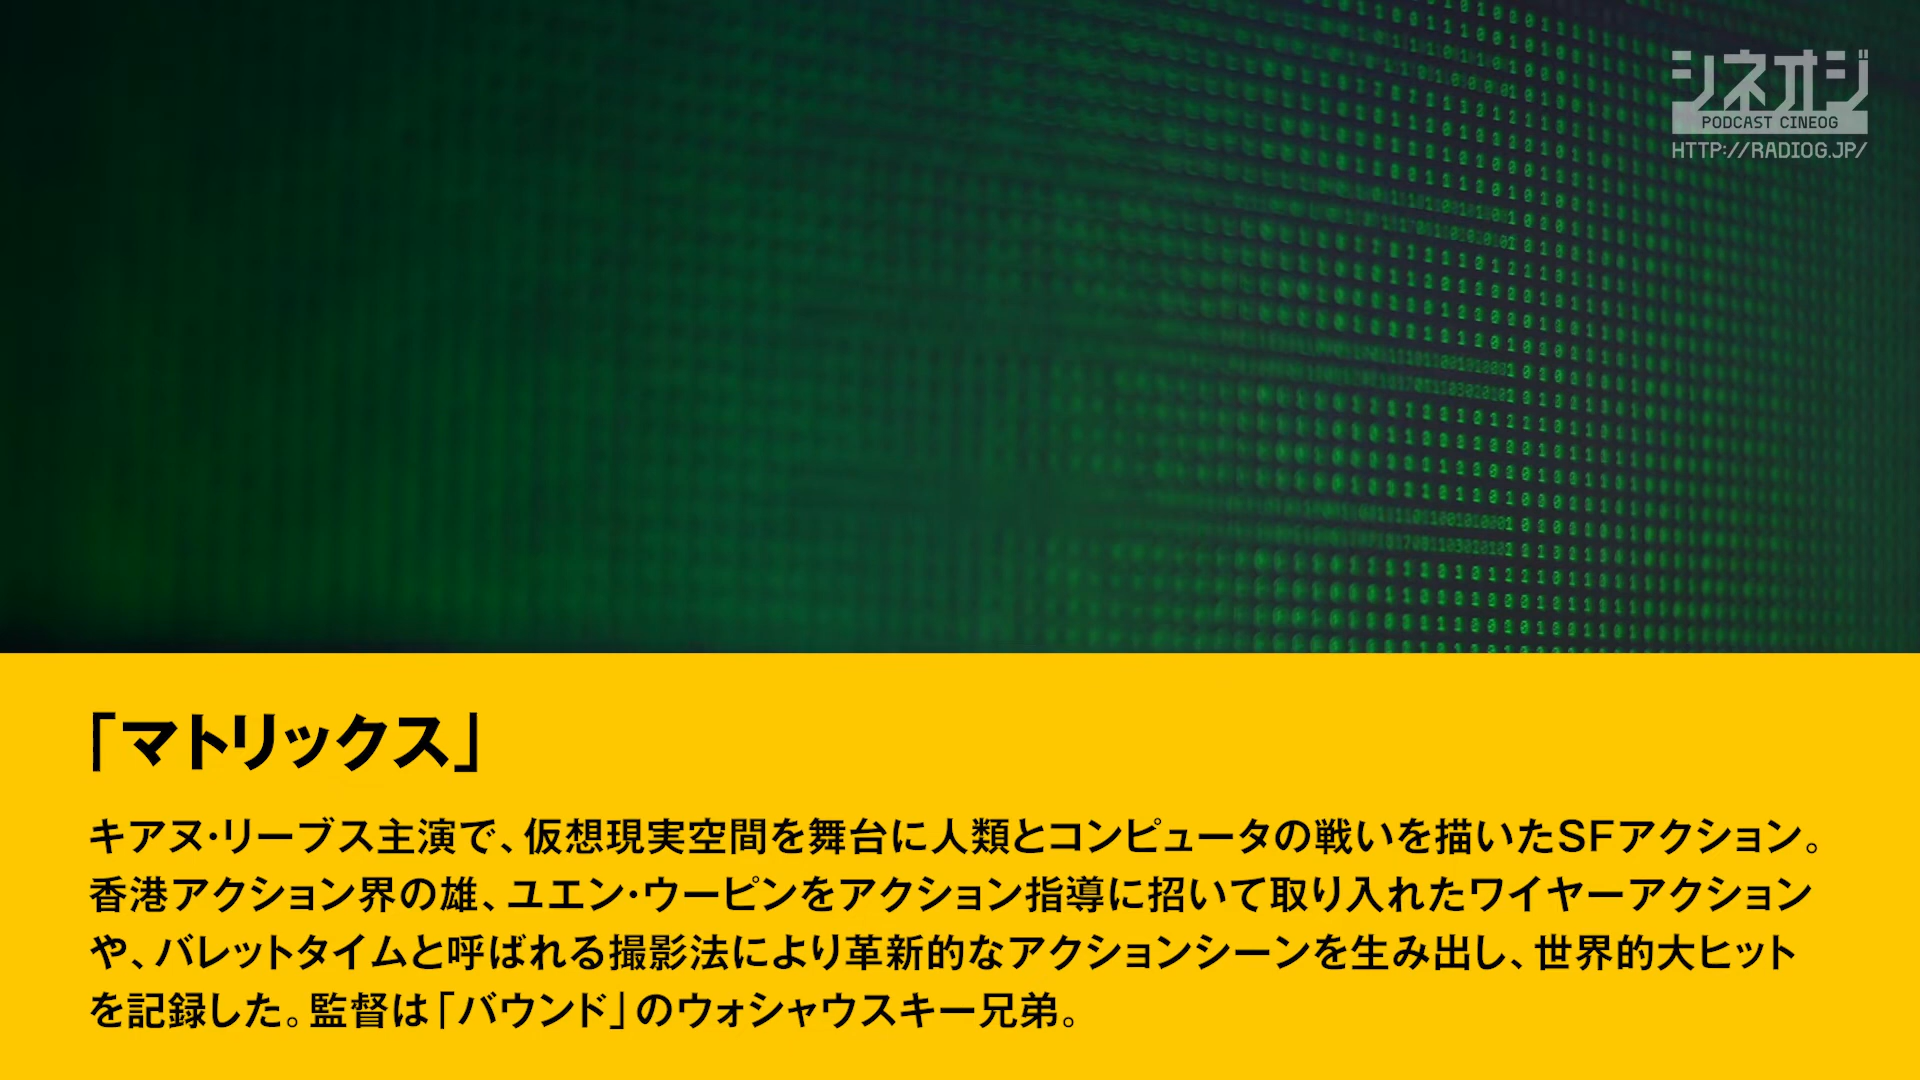 シネオジ
PODCAST CINEOG
HTTP://RADIOG.JP/
「マトリックス」
キアヌ・リーブス主演で、仮想現実空間を舞台に人類とコンピュータの戦いを描いたSFアクション。
香港アクション界の雄、ユエン・ウーピンをアクション指導に招いて取り入れたワイヤーアクション
や、バレットタイムと呼ばれる撮影法により革新的なアクションシーンを生み出し、世界的大ヒット
を記録した。監督は「バウンド」のウォシャウスキー兄弟。